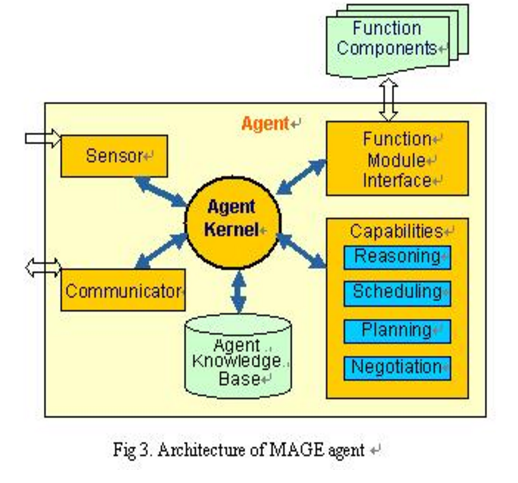 Function
Components
Agent
Sensor
Function
Module
Interface
Agent
Kernel
Capabilities
Reasoning
Scheduling
Planning
Negotiation
Communicator
Agent
Knowledge
Base
Fig 3. Architecture of MAGE agent